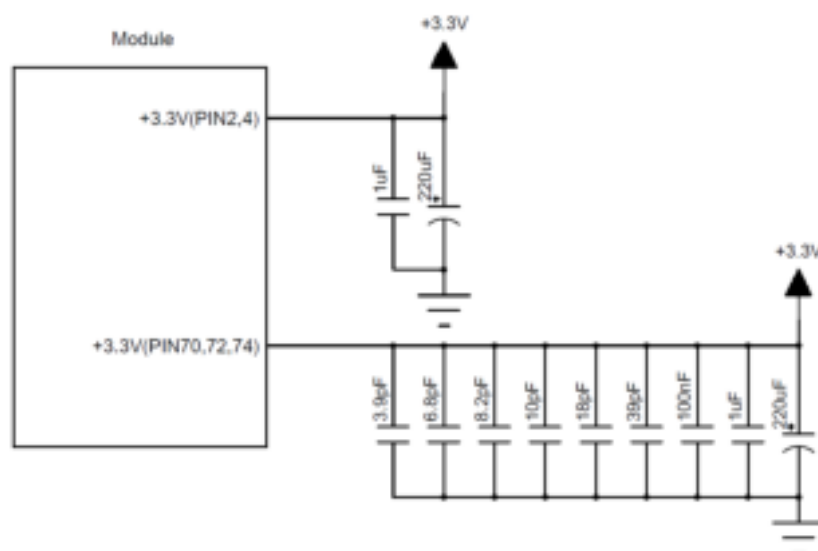 +3.3V
Module
+3.3V(PIN2,4)
1uF
220uF
+3.3V
+3.3V(PIN70,72,74)
3.9pF
6.8pF
8.2pF
10pF
18pF
39pF
100nF
1uF
220uF